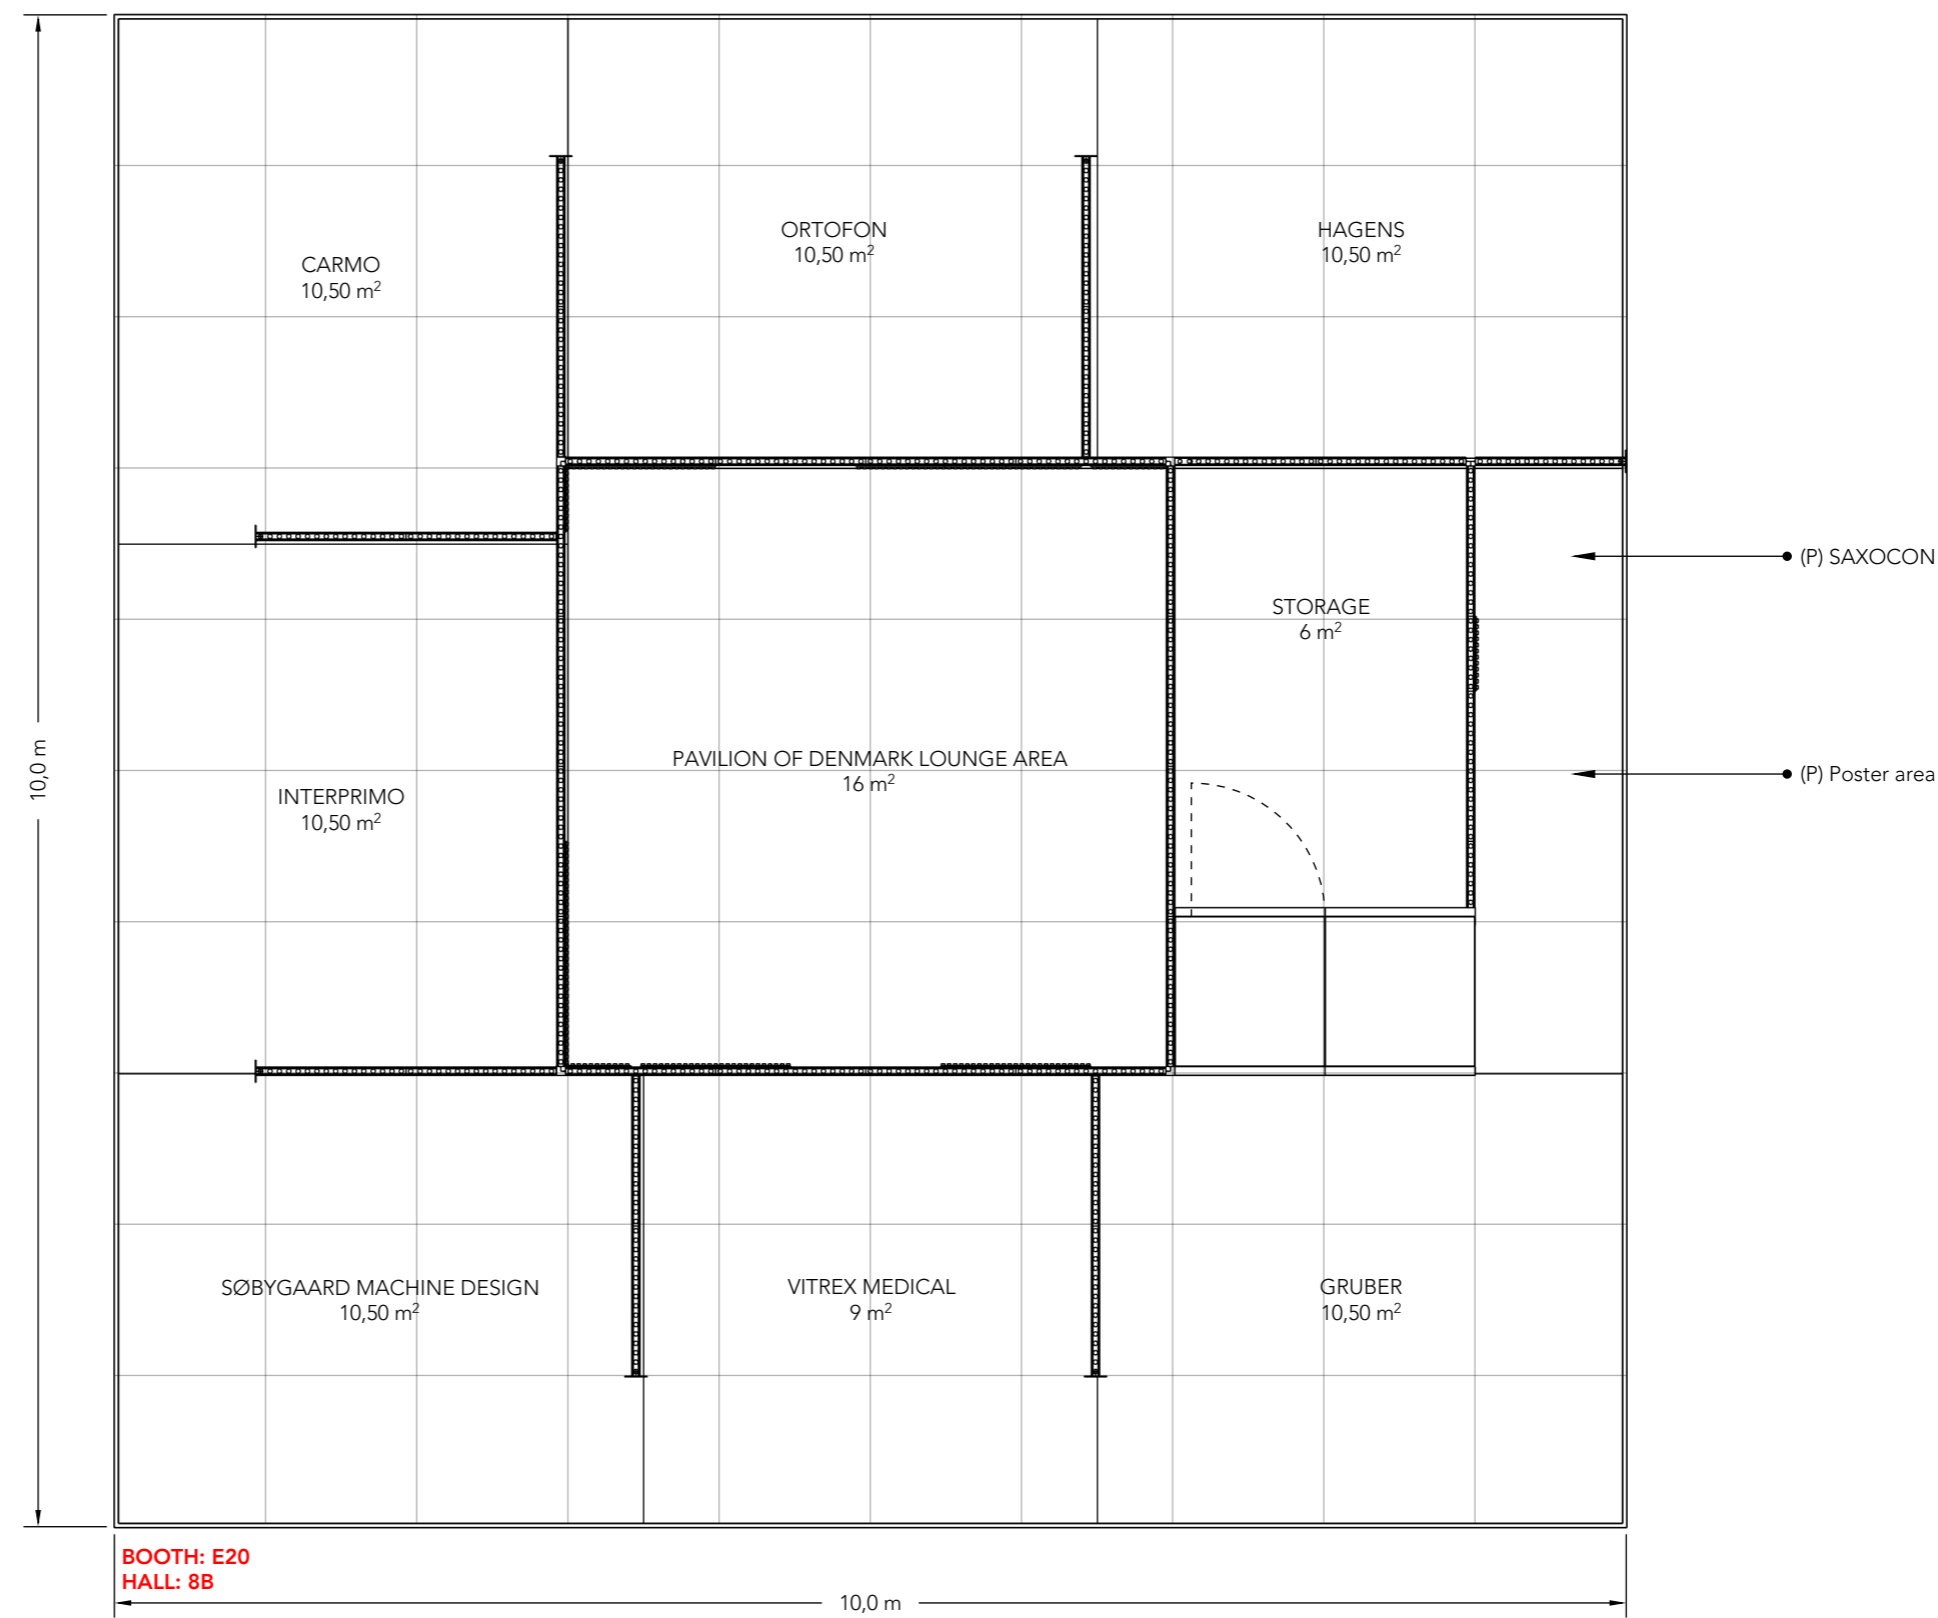 ORTOFON
10,50 m²
HAGENS
10,50 m²
CARMO
10,50 m²
(P) SAXOCON
STORAGE
6 m²
PAVILION OF DENMARK LOUNGE AREA
16 m²
(P) Poster area
10,0 m
INTERPRIMO
10,50 m²
SØBYGAARD MACHINE DESIGN
10,50 m²
VITREX MEDICAL
9 m²
GRUBER
10,50 m²
BOOTH: E20
HALL: 8B
10,0 m